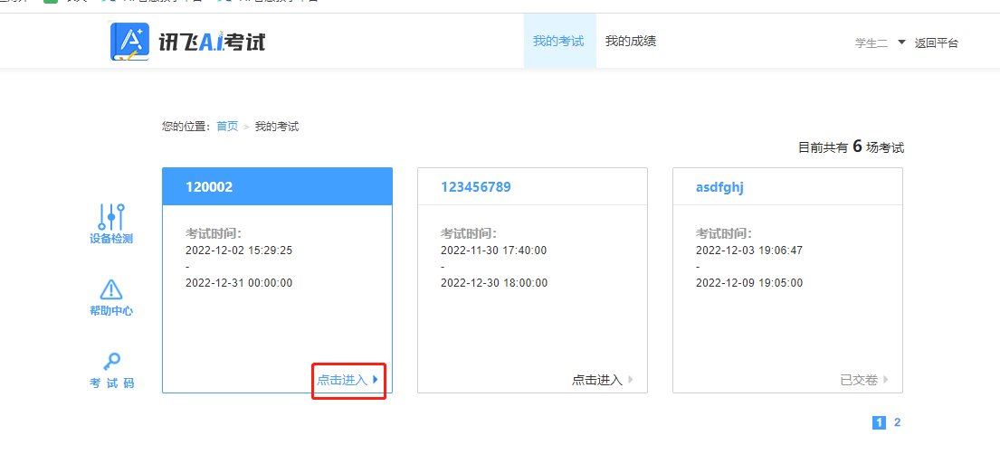 讯飞A.i.考试
我的考试 我的成绩
学生二 返回平台
您的位置：首页 > 我的考试
目前共有 6 场考试
设备检测
帮助中心
考 试 码
120002
考试时间：
2022-12-02 15:29:25
-
2022-12-31 00:00:00
点击进入
123456789
考试时间：
2022-11-30 17:40:00
-
2022-12-30 18:00:00
点击进入
asdfghj
考试时间：
2022-12-03 19:06:47
-
2022-12-09 19:05:00
已交卷
1 2